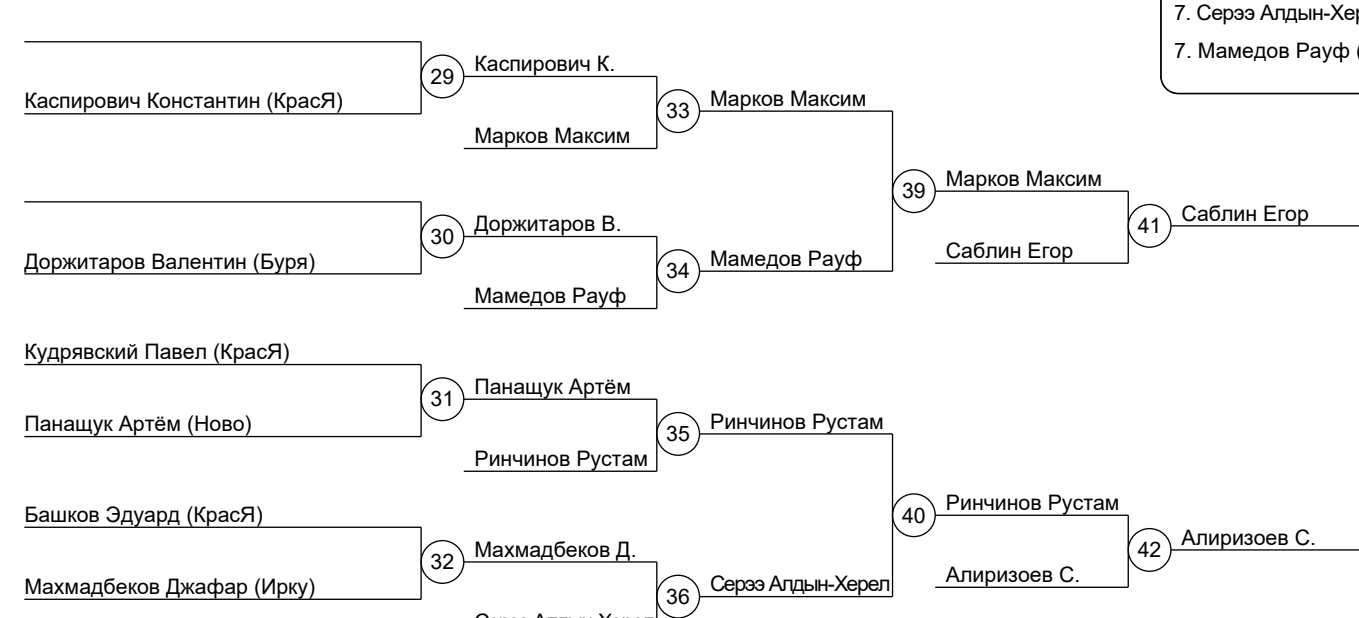 7. Серээ Алдын-Хер
7. Мамедов Рауф (
29
Каспирович К.
Каспирович Константин (КрасЯ)
33
Марков Максим
Марков Максим
39
Марков Максим
41
Саблин Егор
30
Доржитаров В.
Саблин Егор
Доржитаров Валентин (Буря)
34
Мамедов Рауф
Мамедов Рауф
Кудрявский Павел (КрасЯ)
31
Панащук Артём
Панащук Артём (Ново)
35
Ринчинов Рустам
Ринчинов Рустам
40
Ринчинов Рустам
Башков Эдуард (КрасЯ)
42
Алиризоев С.
32
Махмадбеков Д.
Алиризоев С.
Махмадбеков Джафар (Ирку)
36
Серээ Алдын-Херел